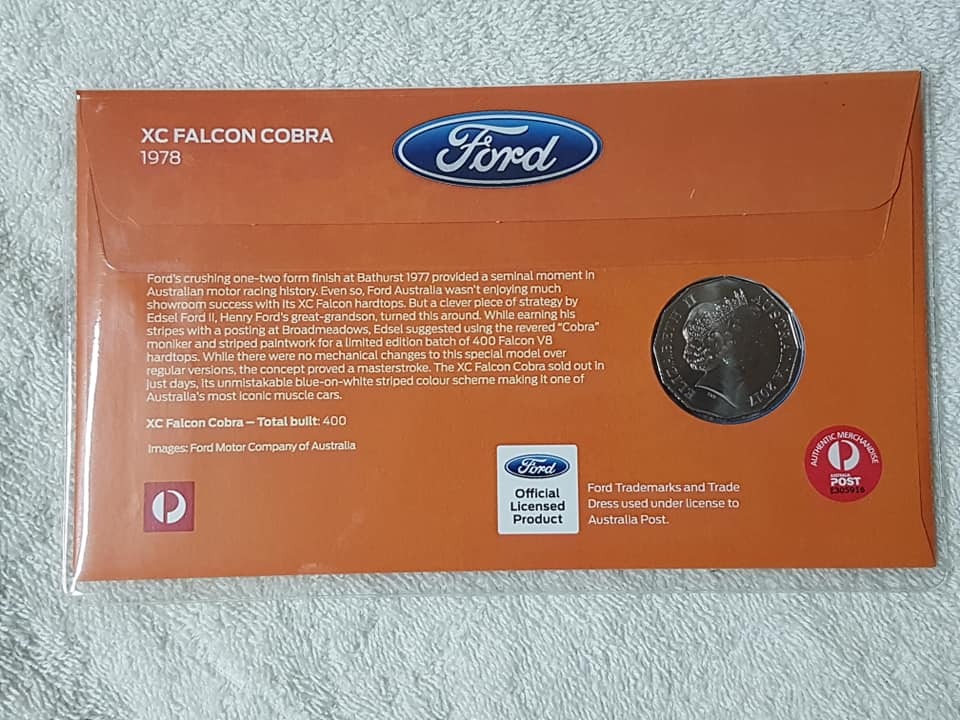 XC FALCON COBRA
1978
Ford
Ford's crushing one-two form finish at Bathurst 1977 provided a seminal moment in
Australian motor racing history. Even so, Ford Australia wasn't enjoying much
showroom success with its XC Falcon hardtops. But a clever piece of strategy by
Edsel Ford II, Henry Ford's great-grandson, turned this around. While earning his
stripes with a posting at Broadmeadows, Edsel suggested using the revered "Cobra"
moniker and striped paintwork for a limited edition batch of 400 Falcon V8
hardtops. While there were no mechanical changes to this special model over
regular versions, the concept proved a masterstroke. The XC Falcon Cobra sold out in
just days, its unmistakable blue-on-white striped colour scheme making it one of
Australia's most iconic muscle cars.
XC Falcon Cobra – Total built: 400
Images: Ford Motor Company of Australia
ELIZABETH II AUSTRALIA 2017
AUTHENTIC MERCHANDISE
AUSTRALIA
POST
E305916
Ford
Official
Licensed
Product
Ford Trademarks and Trade
Dress used under license to
Australia Post.